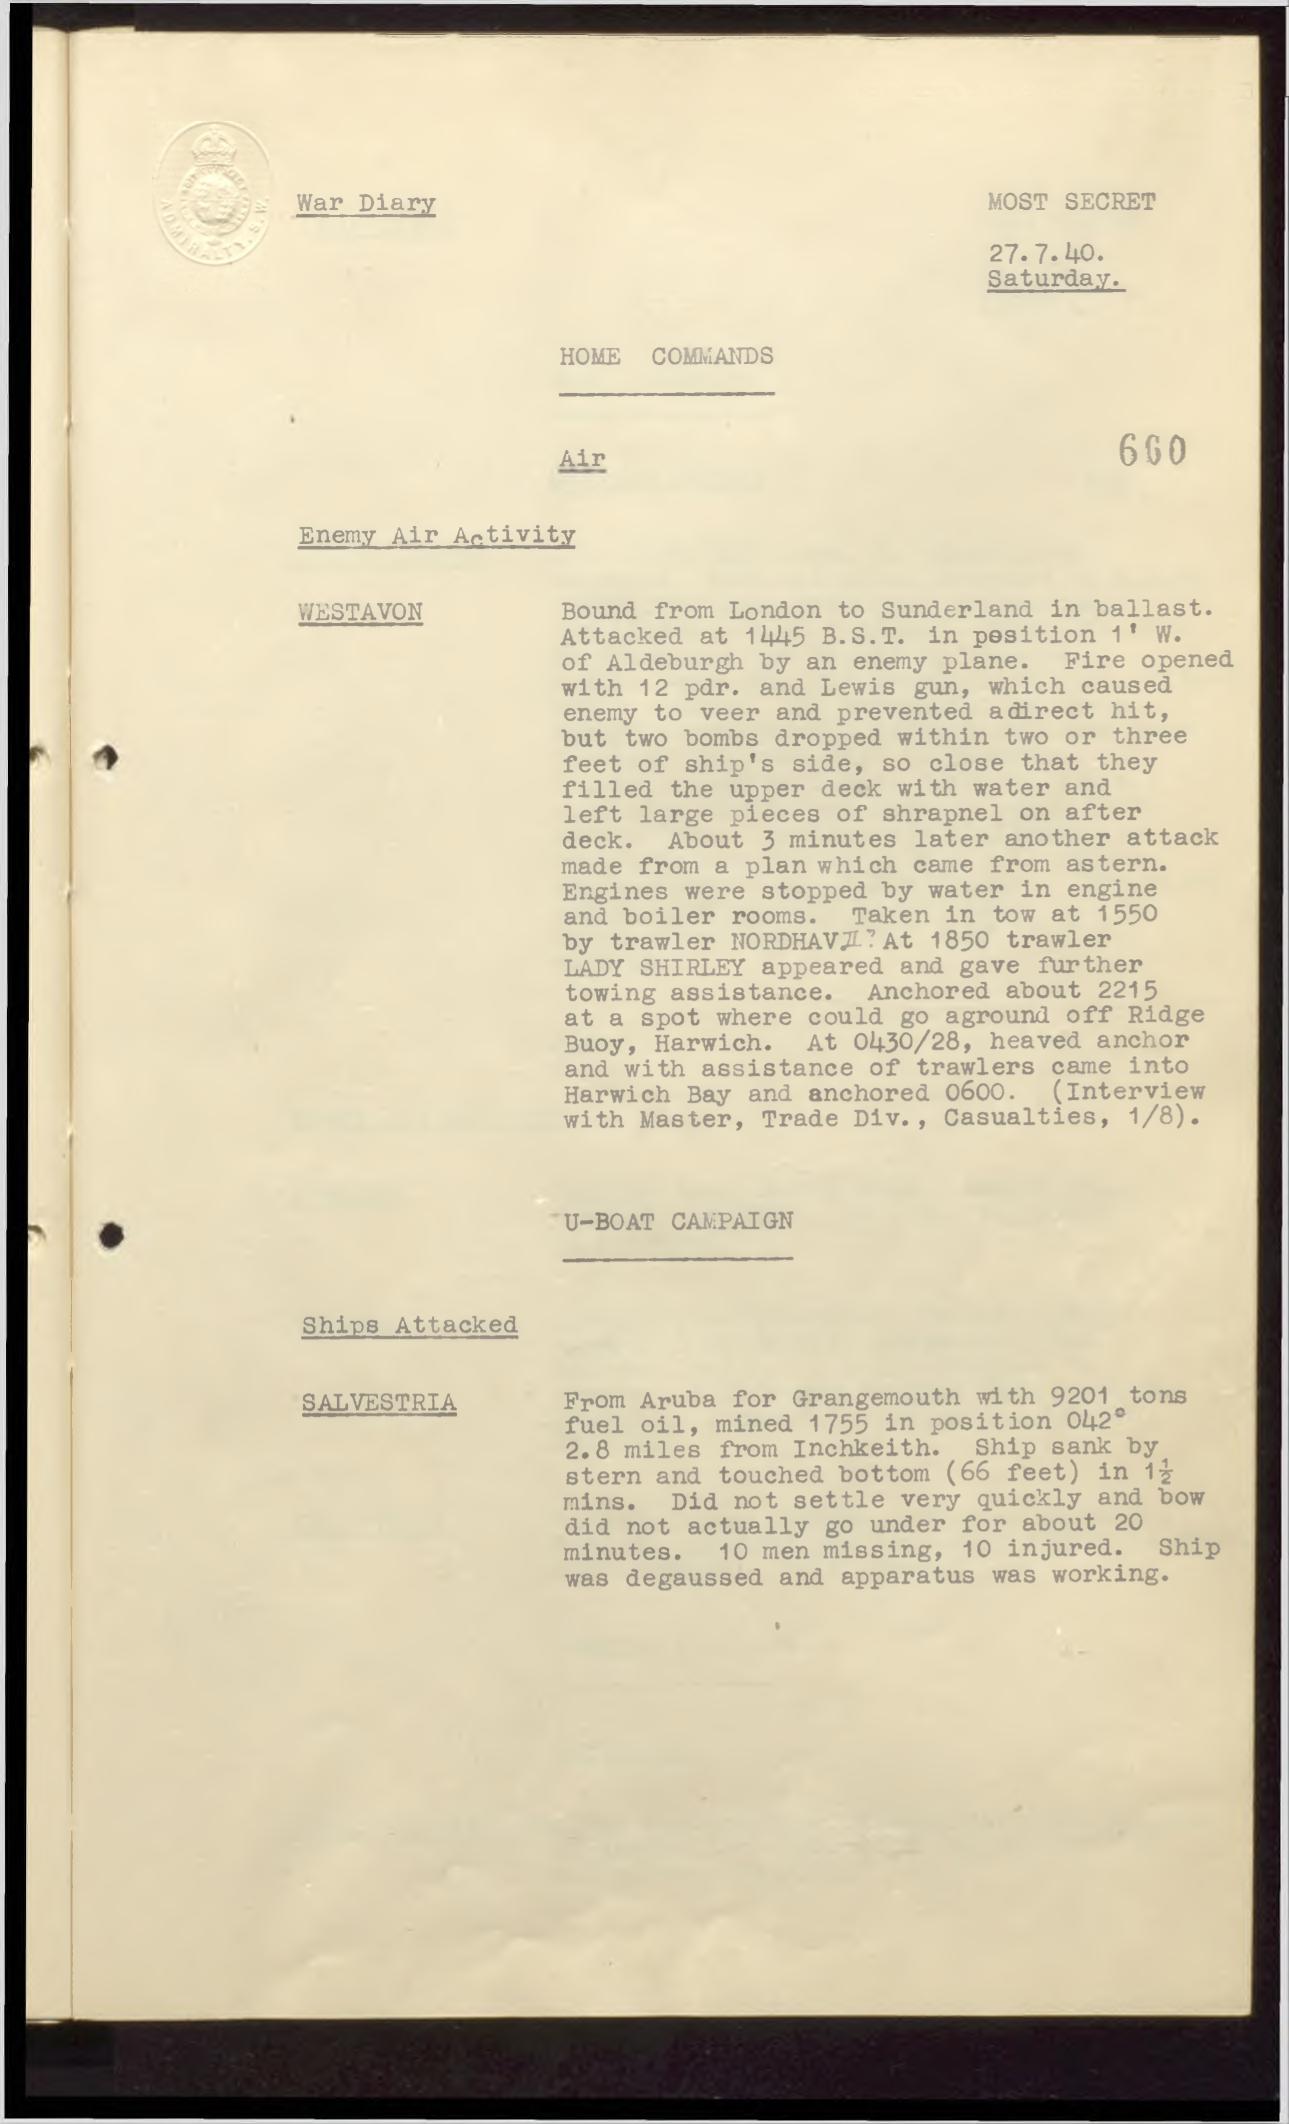 War Diary
MOST SECRET
27.7.40.
Saturday.
HOME COMMANDS
Air
660
Enemy Air Activity
WESTAVON
Bound from London to Sunderland in ballast.
Attacked at 1445 B.S.T. in position 1' W.
of Aldeburgh by an enemy plane. Fire opened
with 12 pdr. and Lewis gun, which caused
enemy to veer and prevented adirect hit,
but two bombs dropped within two or three
feet of ship's side, so close that they
filled the upper deck with water and
left large pieces of shrapnel on after
deck. About 3 minutes later another attack
made from a plan which came from astern.
Engines were stopped by water in engine
and boiler rooms. Taken in tow at 1550
by trawler NORDHAV II? At 1850 trawler
LADY SHIRLEY appeared and gave further
towing assistance. Anchored about 2215
at a spot where could go aground off Ridge
Buoy, Harwich. At 0430/28, heaved anchor
and with assistance of trawlers came into
Harwich Bay and anchored 0600. (Interview
with Master, Trade Div., Casualties, 1/8).
U-BOAT CAMPAIGN
Ships Attacked
SALVESTRIA
From Aruba for Grangemouth with 9201 tons
fuel oil, mined 1755 in position 042°
2.8 miles from Inchkeith. Ship sank by
stern and touched bottom (66 feet) in 1½
mins. Did not settle very quickly and bow
did not actually go under for about 20
minutes. 10 men missing, 10 injured. Ship
was degaussed and apparatus was working.
ADMIRALTY. S.W.